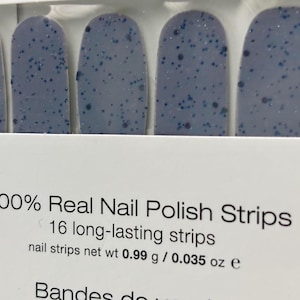 00% Real Nail Polish Strips
16 long-lasting strips
nail strips net wt 0.99 g / 0.035 oz ℮
Bandes de